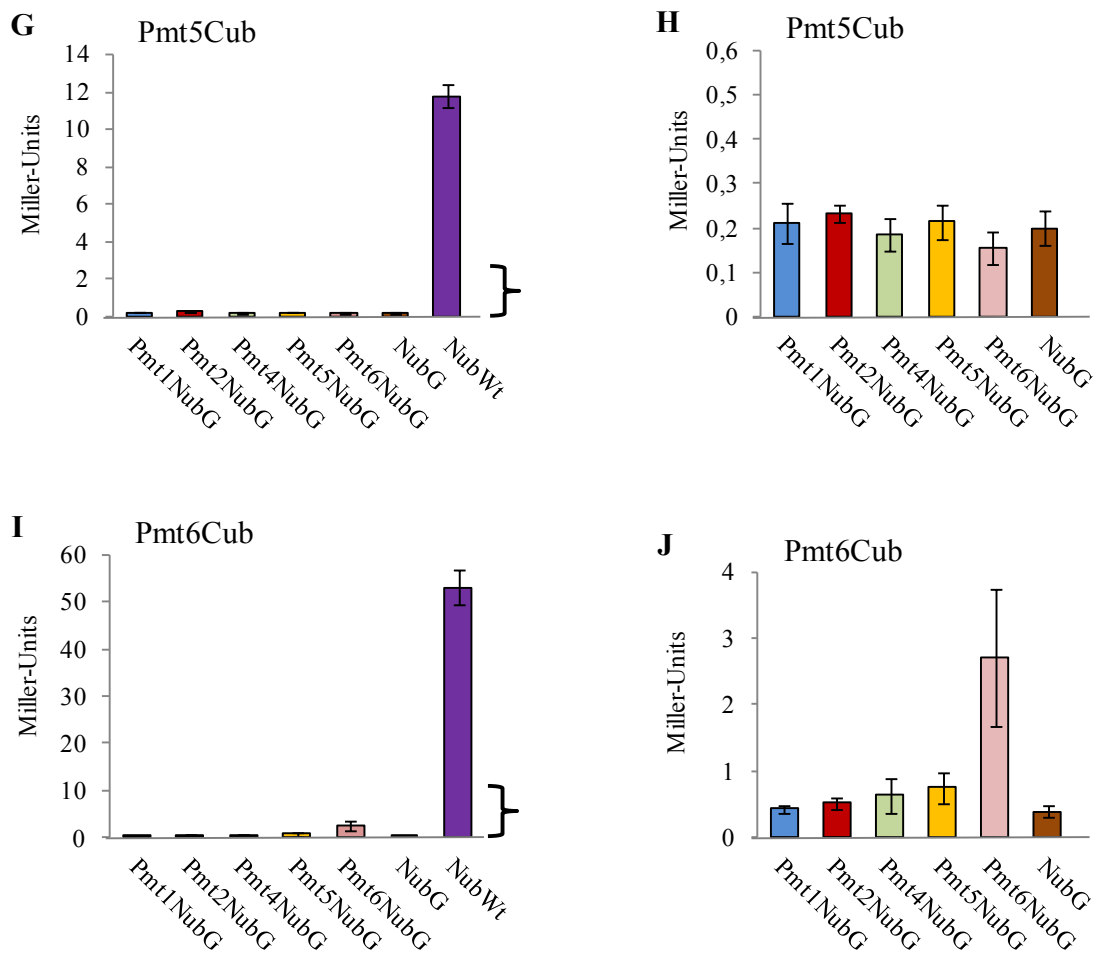 G
Pmt5Cub
Miller-Units
14
12
10
8
6
4
2
0
Pmt1NubG
Pmt2NubG
Pmt4NubG
Pmt5NubG
Pmt6NubG
NubG
NubWt
H
Pmt5Cub
Miller-Units
0,6
0,5
0,4
0,3
0,2
0,1
0
Pmt1NubG
Pmt2NubG
Pmt4NubG
Pmt5NubG
Pmt6NubG
NubG
I
Pmt6Cub
Miller-Units
60
50
40
30
20
10
0
Pmt1NubG
Pmt2NubG
Pmt4NubG
Pmt5NubG
Pmt6NubG
NubG
NubWt
J
Pmt6Cub
Miller-Units
4
3
2
1
0
Pmt1NubG
Pmt2NubG
Pmt4NubG
Pmt5NubG
Pmt6NubG
NubG